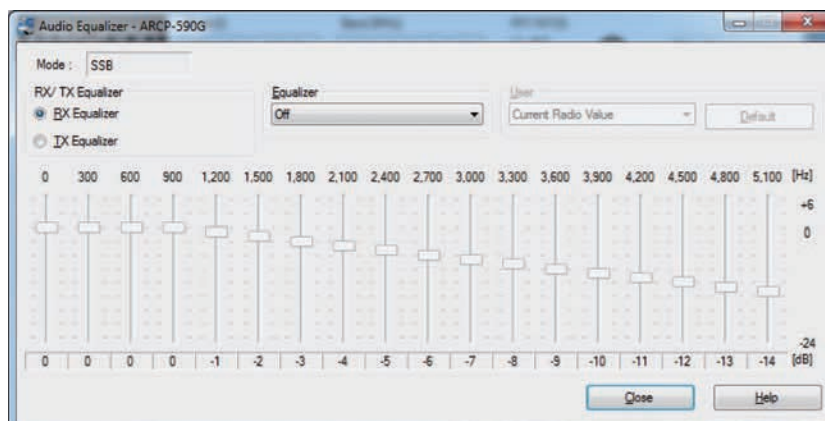 Audio Equalizer - ARCP-590G
Mode : SSB
RX/ TX Equalizer
RX Equalizer
TX Equalizer
Equalizer
Off
User
Current Radio Value
Default
0 300 600 900 1,200 1,500 1,800 2,100 2,400 2,700 3,000 3,300 3,600 3,900 4,200 4,500 4,800 5,100 [Hz]
+6
0
-24
0 0 0 0 -1 -2 -3 -4 -5 -6 -7 -8 -9 -10 -11 -12 -13 -14 [dB]
Close Help